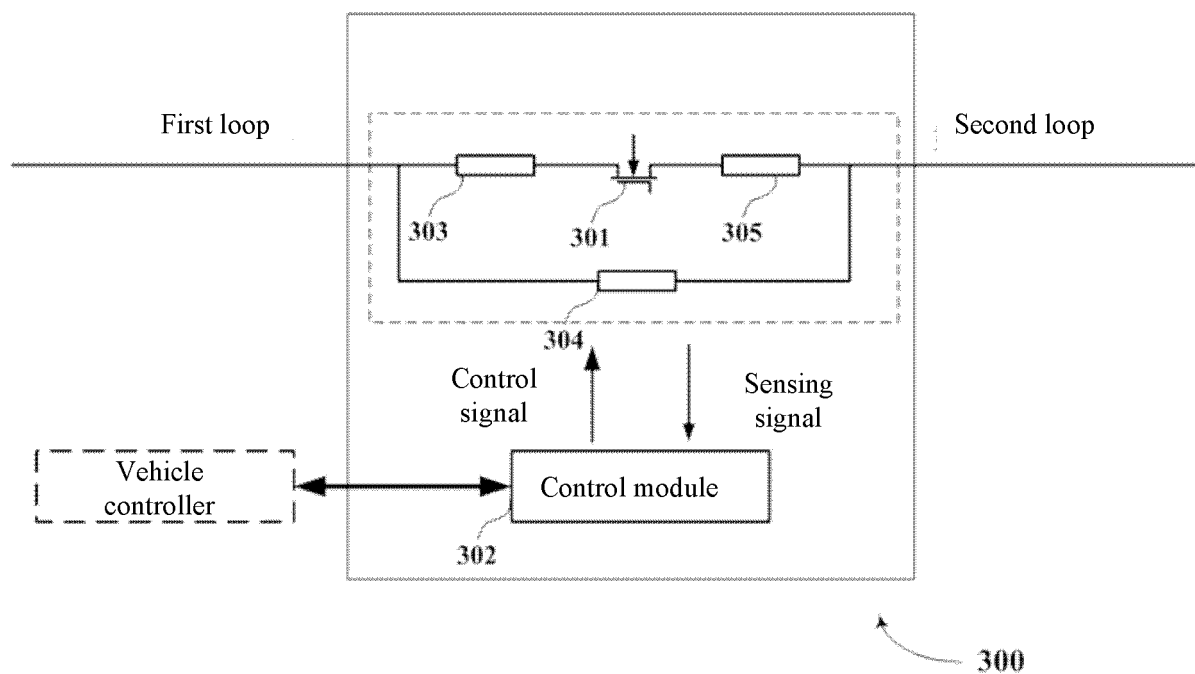 First loop
Second loop
303
301
305
304
Control
signal
Sensing
signal
Vehicle
controller
Control module
302
300